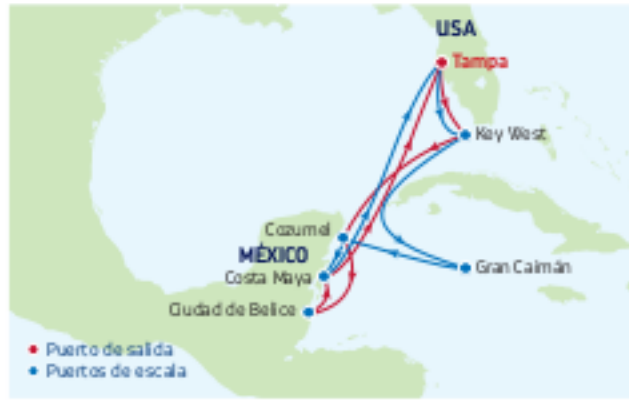 USA
Tampa
Key West
Cozumel
MÉXICO
Costa Maya
Gran Caimán
Ciudad de Belice
Puerto de salida
Puertos de escala